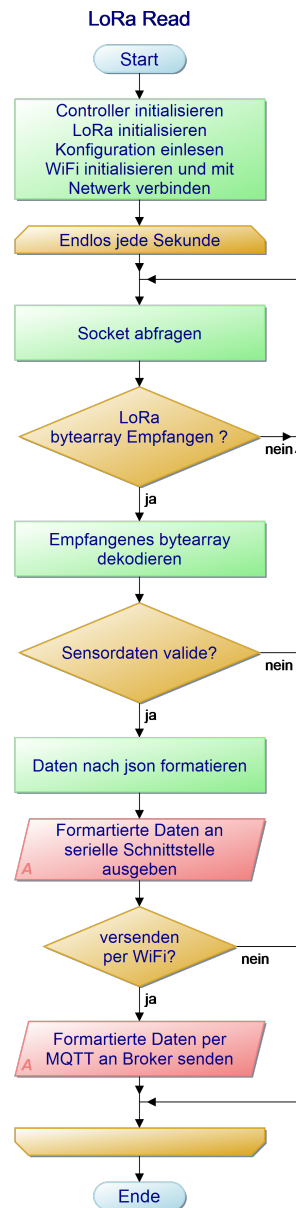 LoRa Read
Start
Controller initialisieren
LoRa initialisieren
Konfiguration einlesen
WiFi initialisieren und mit
Netzwerk verbinden
Endlos jede Sekunde
Socket abfragen
LoRa
bytearray Empfangen ?
nein
ja
Empfangenes bytearray
dekodieren
Sensordaten valide?
nein
ja
Daten nach json formatieren
Formartierte Daten an
serielle Schnittstelle
ausgeben
A
versenden
per WiFi?
nein
ja
Formartierte Daten per
MQTT an Broker senden
A
Ende